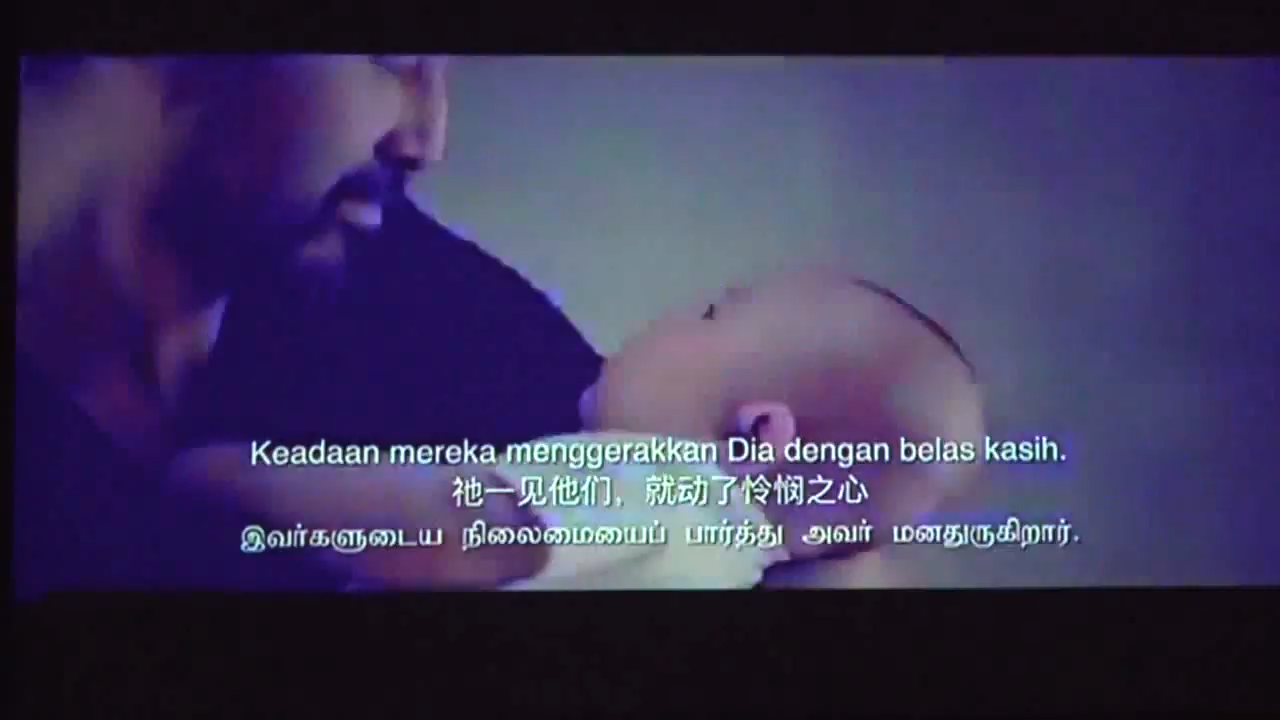 Keadaan mereka menggerakkan Dia dengan belas kasih.
祂一见他们，就动了怜悯之心
இவர்களுடைய நிலைமையைப் பார்த்து அவர் மனதுருகிறார்.